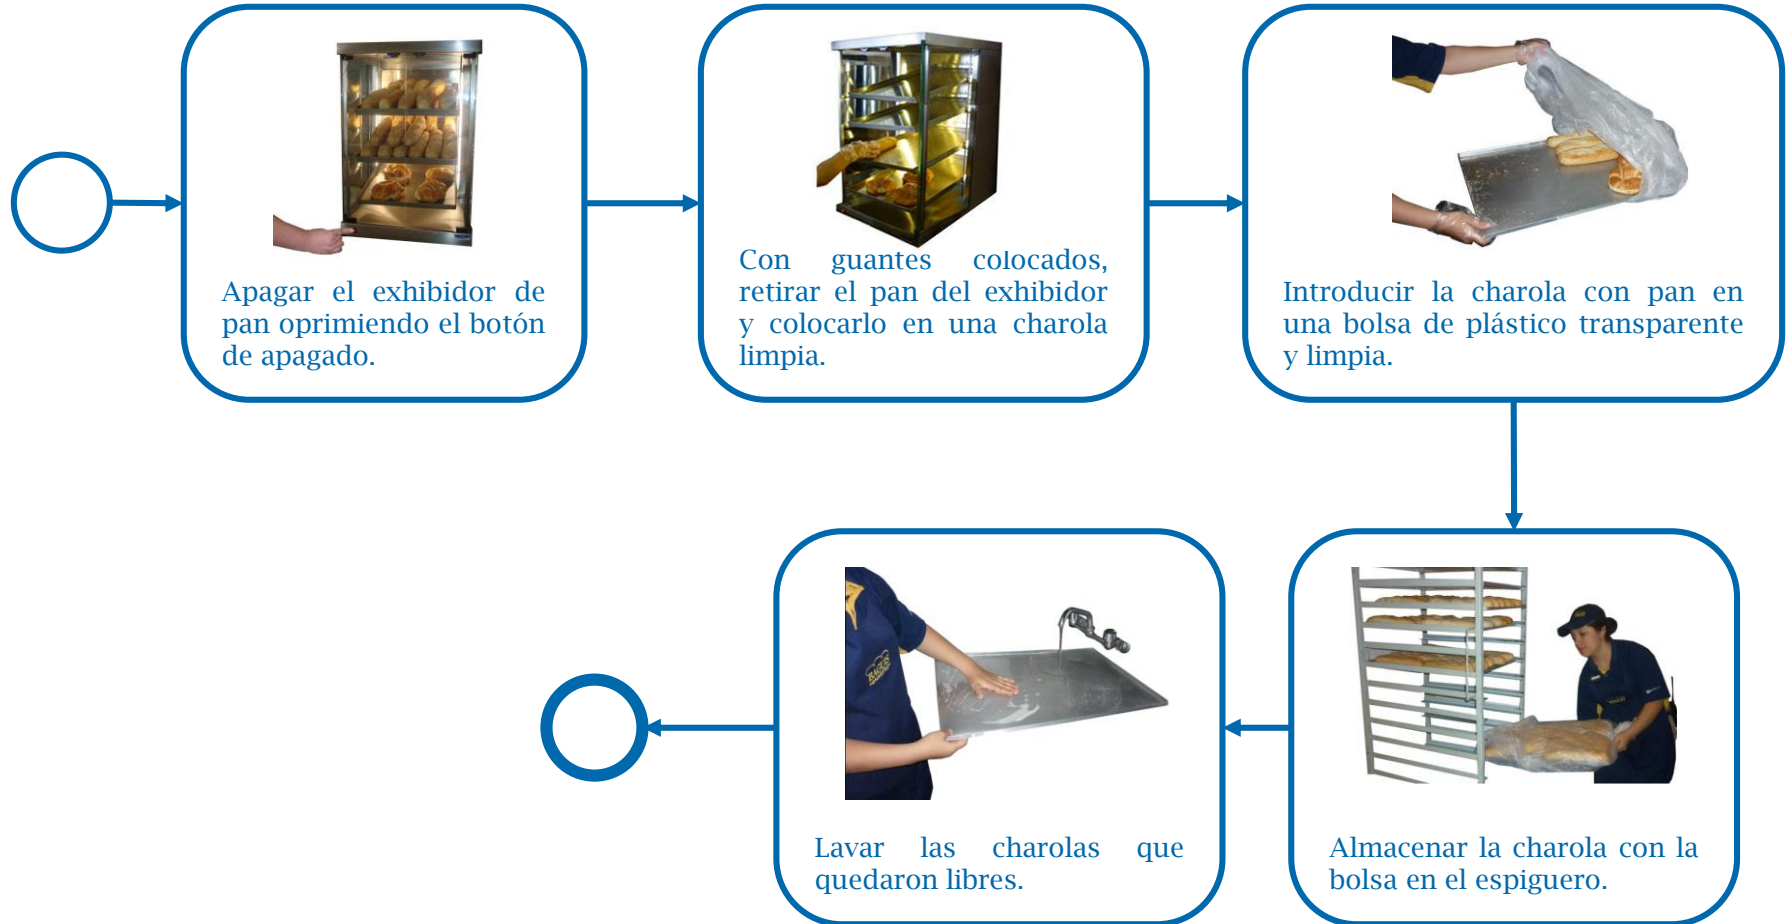 Apagar el exhibidor de
pan oprimiendo el botón
de apagado.
Con guantes colocados,
retirar el pan del exhibidor
y colocarlo en una charola
limpia.
Introducir la charola con pan en
una bolsa de plástico transparente
y limpia.
Almacenar la charola con la
bolsa en el espiguero.
Lavar las charolas que
quedaron libres.